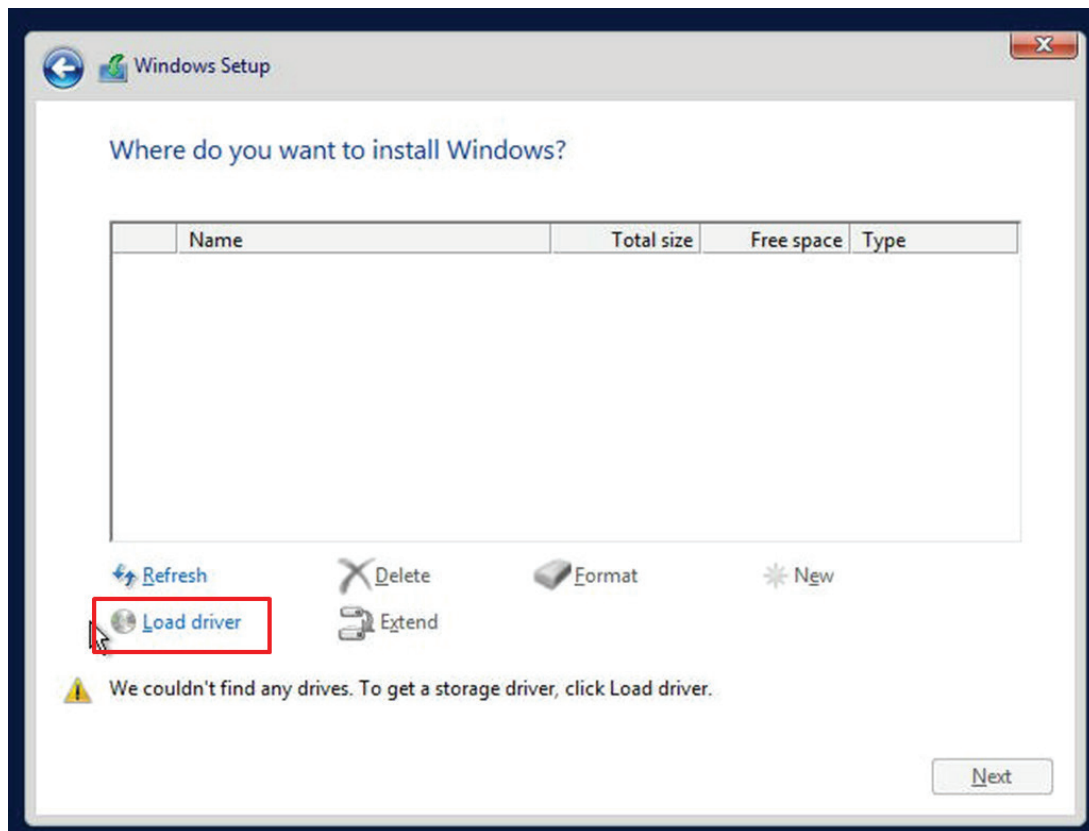 Windows Setup
Where do you want to install Windows?
Name Total size Free space Type
Refresh Delete Format New
Load driver Extend
We couldn't find any drives. To get a storage driver, click Load driver.
Next